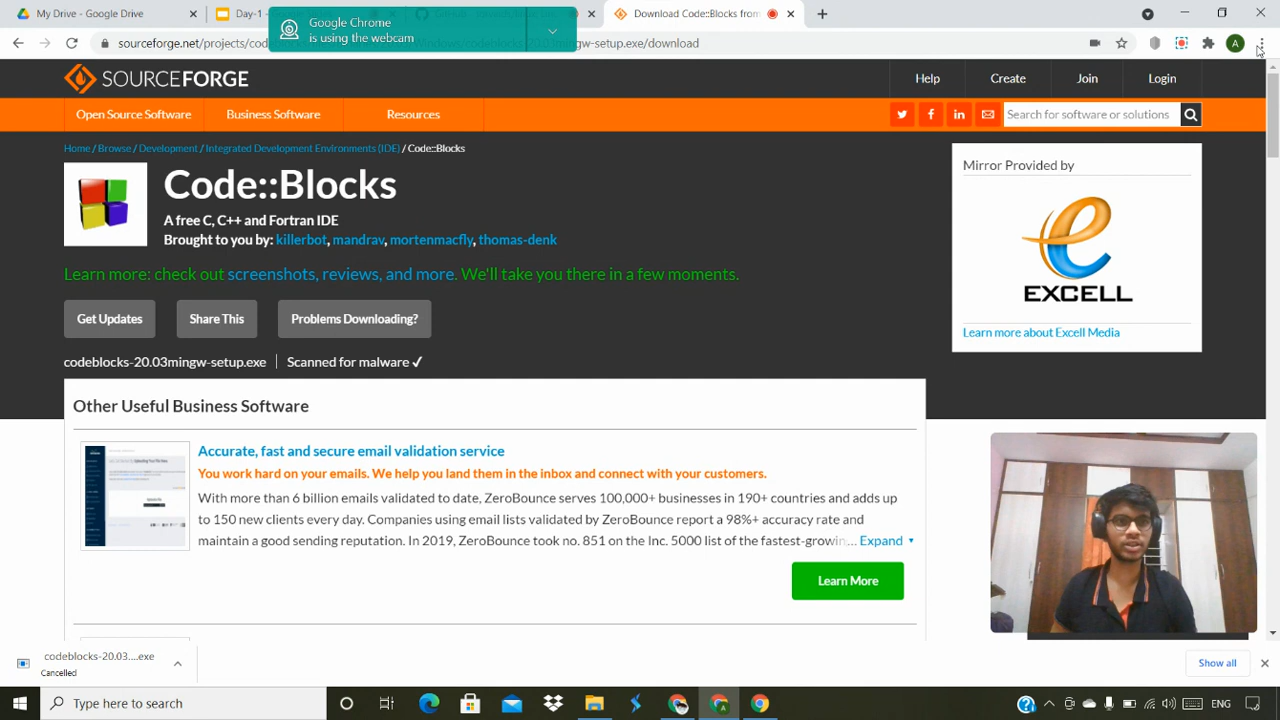 My Drive - Google Drive
Google Chrome
is using the webcam
Download Code::Blocks from
download
SOURCEFORGE
Help
Create
Join
Login
Open Source Software
Business Software
Resources
Search for software or solutions
Home / Browse / Development / Integrated Development Environments (IDE) / Code::Blocks
Code::Blocks
A free C, C++ and Fortran IDE
Brought to you by: killerbot, mandrav, mortenmacfly, thomas-denk
Learn more: check out screenshots, reviews, and more. We'll take you there in a few moments.
Get Updates
Share This
Problems Downloading?
codeblocks-20.03mingw-setup.exe
Scanned for malware ✓
Mirror Provided by
e
EXCELL
Learn more about Excell Media
Other Useful Business Software
Accurate, fast and secure email validation service
You work hard on your emails. We help you land them in the inbox and connect with your customers.
With more than 6 billion emails validated to date, ZeroBounce serves 100,000+ businesses in 190+ countries and adds up
to 150 new clients every day. Companies using email lists validated by ZeroBounce report a 98%+ accuracy rate and
maintain a good sending reputation. In 2019, ZeroBounce took no. 851 on the Inc. 5000 list of the fastest-growin... Expand
Learn More
codeblocks-20.03....exe
Cancelled
Show all
Type here to search
ENG